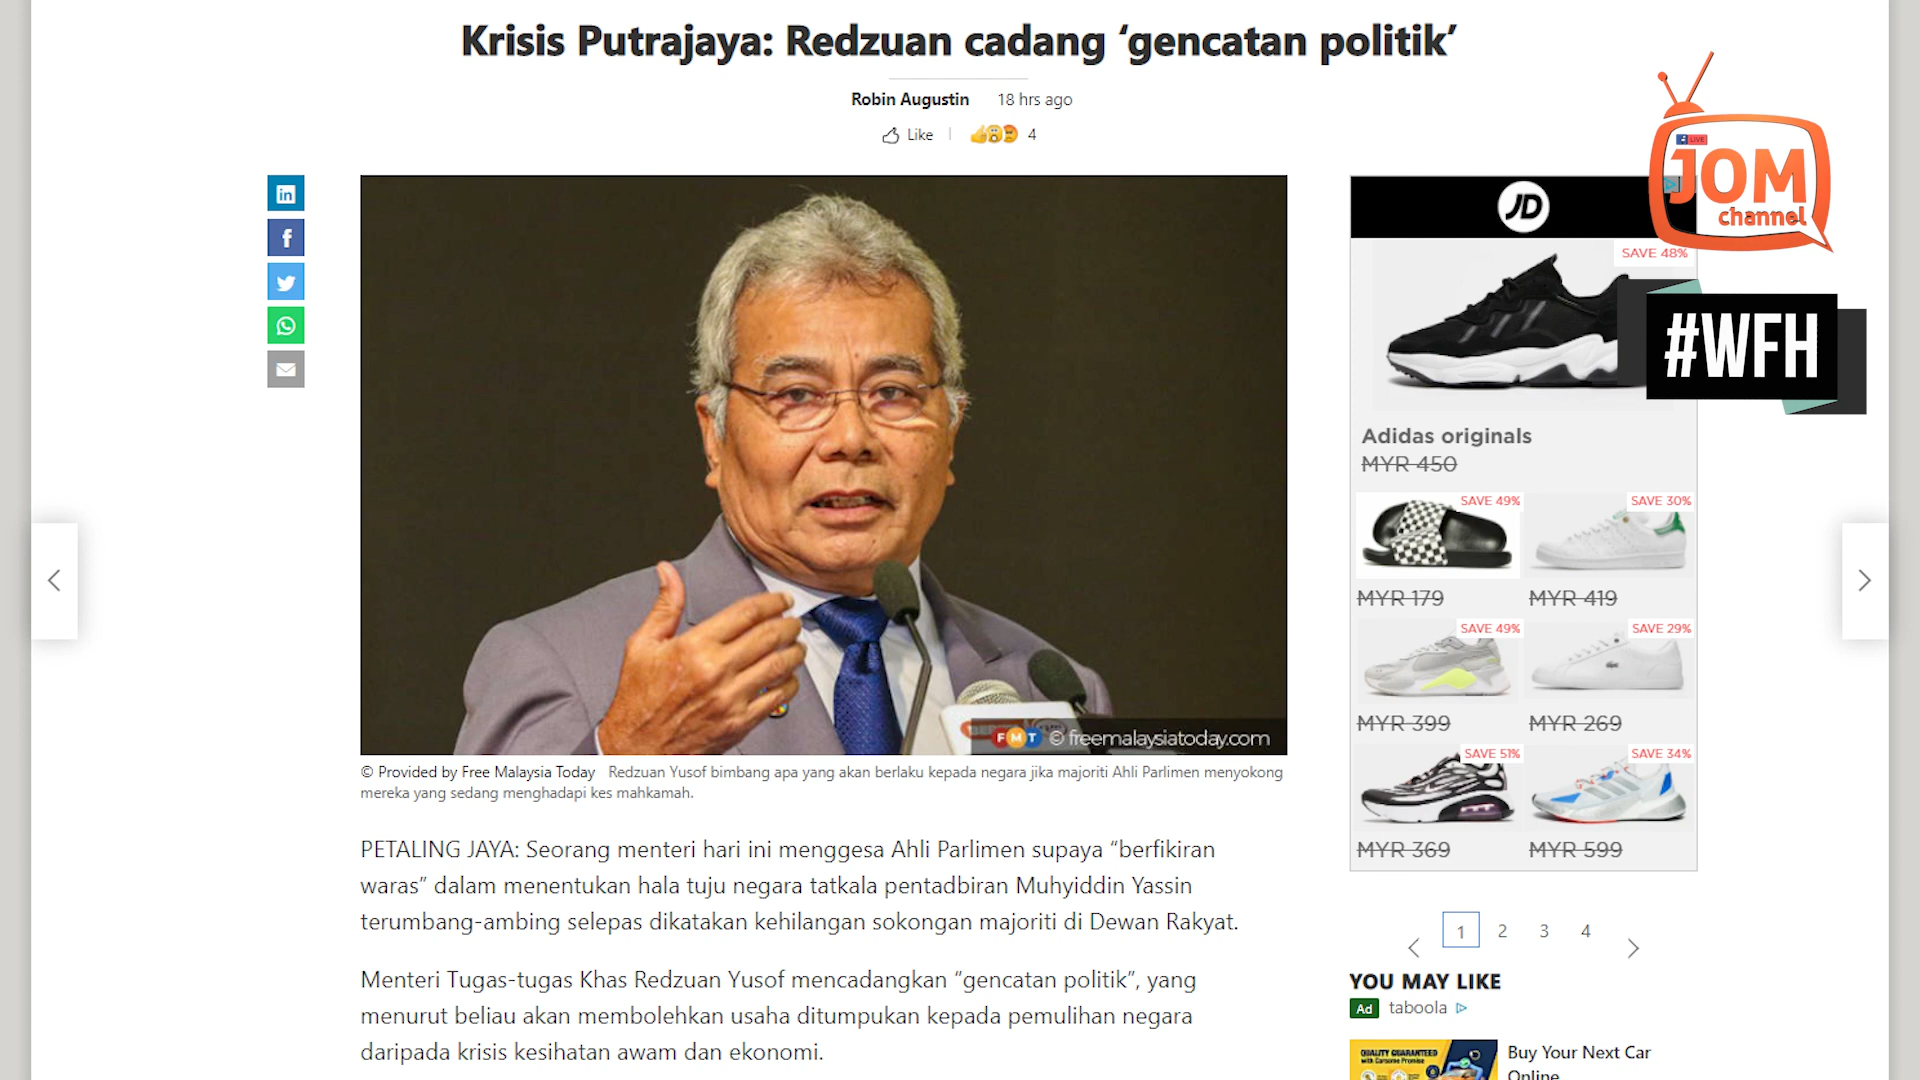 Krisis Putrajaya: Redzuan cadang ‘gencatan politik’
Robin Augustin 18 hrs ago
Like 4
in
f
JD
LIVE
JOM
channel
SAVE 48%
#WFH
Adidas originals
MYR 450
SAVE 49% SAVE 30%
MYR 179 MYR 419
SAVE 49% SAVE 29%
MYR 399 MYR 269
SAVE 51% SAVE 34%
MYR 369 MYR 599
FMT © freemalaysiatoday.com
© Provided by Free Malaysia Today Redzuan Yusof bimbang apa yang akan berlaku kepada negara jika majoriti Ahli Parlimen menyokong
mereka yang sedang menghadapi kes mahkamah.
PETALING JAYA: Seorang menteri hari ini menggesa Ahli Parlimen supaya “berfikiran
waras” dalam menentukan hala tuju negara tatkala pentadbiran Muhyiddin Yassin
terumbang-ambing selepas dikatakan kehilangan sokongan majoriti di Dewan Rakyat.
Menteri Tugas-tugas Khas Redzuan Yusof mencadangkan “gencatan politik”, yang
menurut beliau akan membolehkan usaha ditumpukan kepada pemulihan negara
daripada krisis kesihatan awam dan ekonomi.
1 2 3 4
YOU MAY LIKE
Ad taboola
QUALITY GUARANTEED
with Carsome Promise
Buy Your Next Car
Online